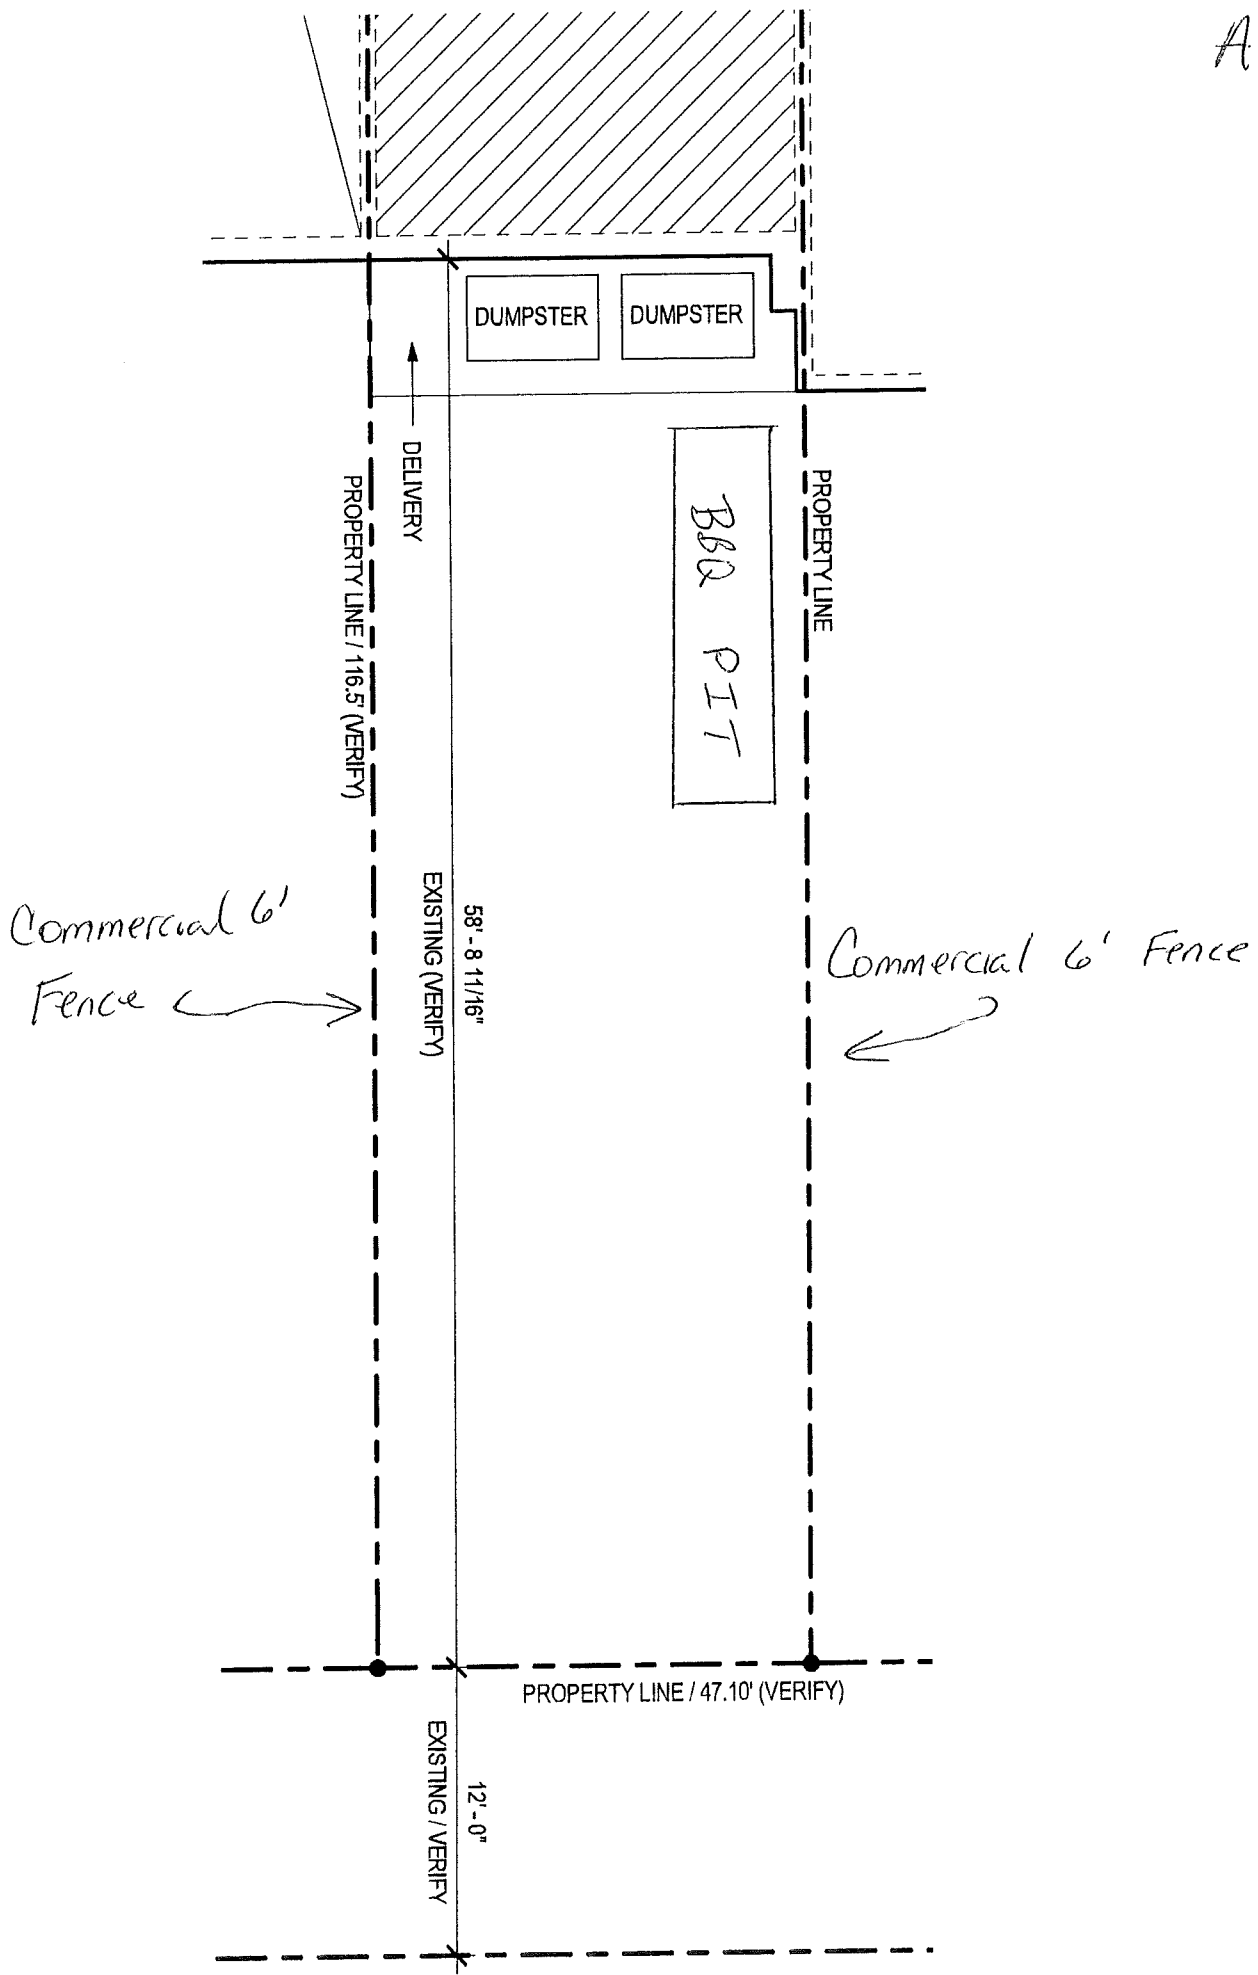 A
DUMPSTER
DUMPSTER
DELIVERY
PROPERTY LINE / 116.5' (VERIFY)
PROPERTY LINE
BBQ PIT
58'- 8 11/16"
EXISTING (VERIFY)
Commercial 6'
Fence
Commercial 6' Fence
PROPERTY LINE / 47.10' (VERIFY)
12'-0"
EXISTING / VERIFY